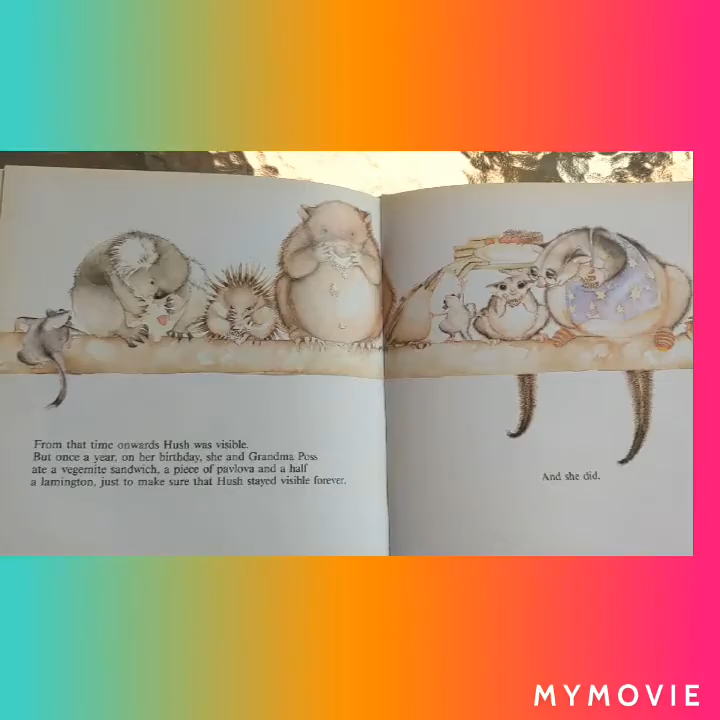 From that time onwards Hush was visible.
But once a year, on her birthday, she and Grandma Poss
ate a vegemite sandwich, a piece of pavlova and a half
a lamington, just to make sure that Hush stayed visible forever.
And she did.
MYMOVIE